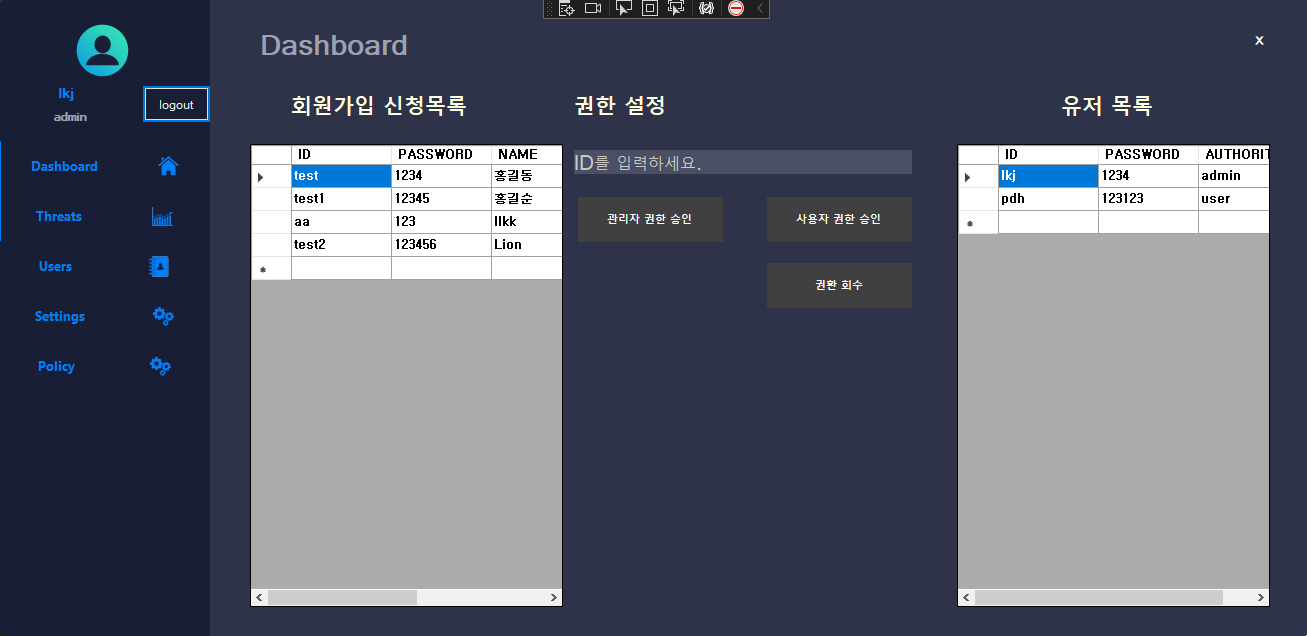 Dashboard
x
lkj
admin
logout
Dashboard
Threats
Users
Settings
Policy
회원가입 신청목록
ID PASSWORD NAME
test 1234 홍길동
test1 12345 홍길순
aa 123 llkk
test2 123456 Lion
권한 설정
ID를 입력하세요.
관리자 권한 승인
사용자 권한 승인
권환 회수
유저 목록
ID PASSWORD AUTHORIT
lkj 1234 admin
pdh 123123 user